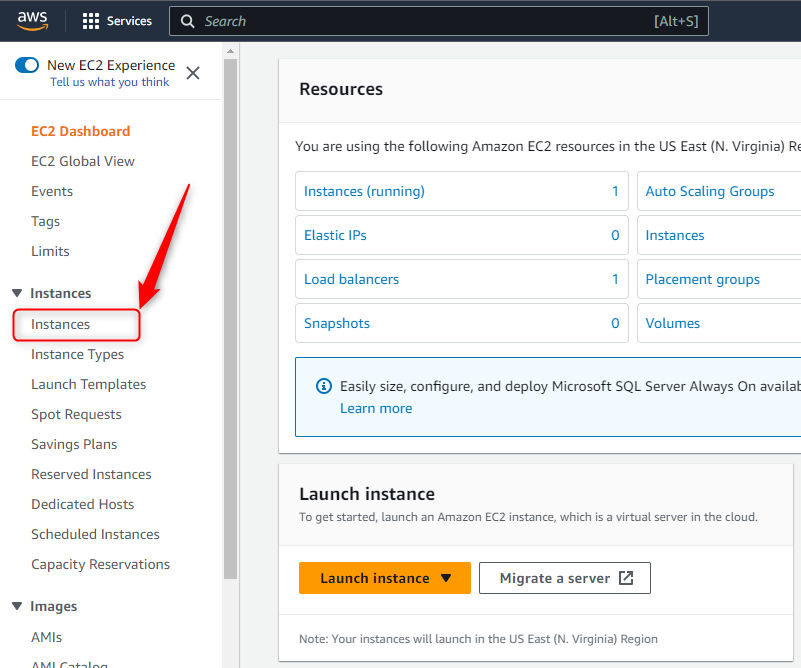 aws
Services
Search
[Alt+S]
New EC2 Experience
Tell us what you think
EC2 Dashboard
EC2 Global View
Events
Tags
Limits
Instances
Instances
Instance Types
Launch Templates
Spot Requests
Savings Plans
Reserved Instances
Dedicated Hosts
Scheduled Instances
Capacity Reservations
Images
AMIs
AMI Catalog
Resources
You are using the following Amazon EC2 resources in the US East (N. Virginia) Re
Instances (running) 1
Auto Scaling Groups
Elastic IPs 0
Instances
Load balancers 1
Placement groups
Snapshots 0
Volumes
Easily size, configure, and deploy Microsoft SQL Server Always On availab
Learn more
Launch instance
To get started, launch an Amazon EC2 instance, which is a virtual server in the cloud.
Launch instance
Migrate a server
Note: Your instances will launch in the US East (N. Virginia) Region